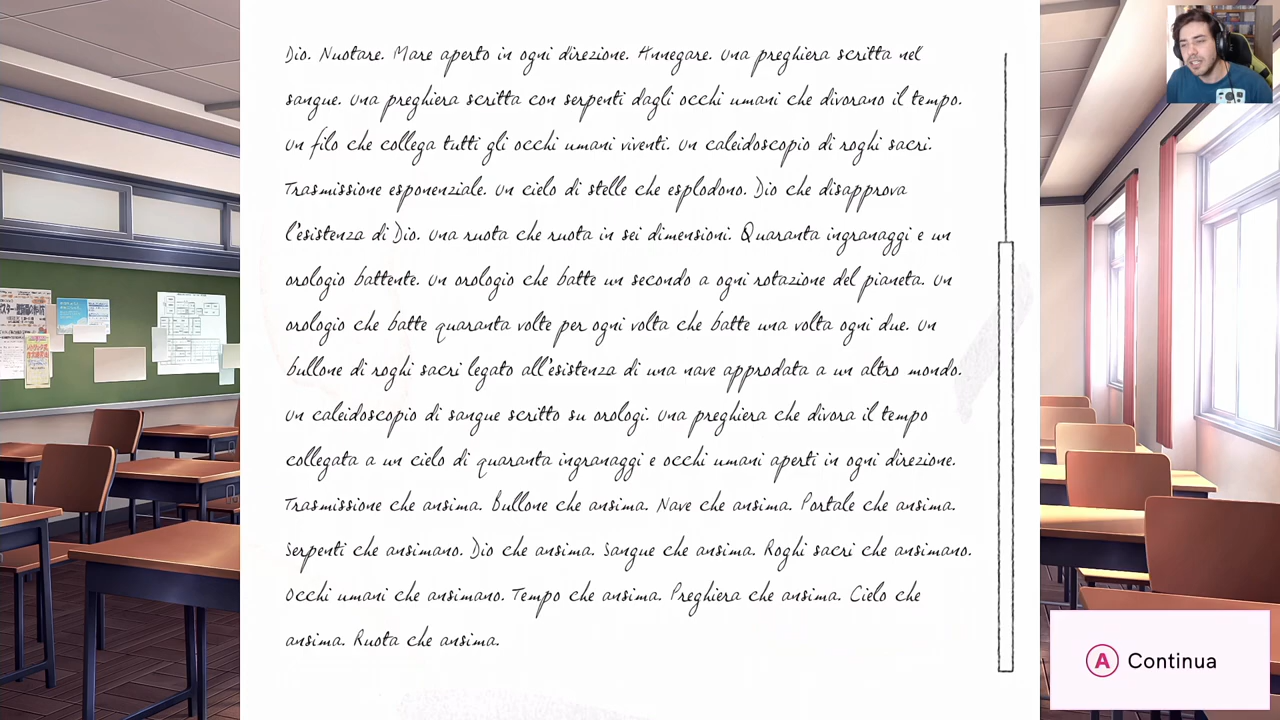 Dio. Nuotare. Mare aperto in ogni direzione. Annegare. Una preghiera scritta nel
sangue. Una preghiera scritta con serpenti dagli occhi umani che divorano il tempo.
Un filo che collega tutti gli occhi umani viventi. Un caleidoscopio di roghi sacri.
Trasmissione esponenziale. Un cielo di stelle che esplodono. Dio che disapprova
l'esistenza di Dio. Una ruota che ruota in sei dimensioni. Quaranta ingranaggi e un
orologio battente. Un orologio che batte un secondo a ogni rotazione del pianeta. Un
orologio che batte quaranta volte per ogni volta che batte una volta ogni due. Un
bullone di roghi sacri legato all'esistenza di una nave approdata a un altro mondo.
Un caleidoscopio di sangue scritto su orologi. Una preghiera che divora il tempo
collegata a un cielo di quaranta ingranaggi e occhi umani aperti in ogni direzione.
Trasmissione che ansima. Bullone che ansima. Nave che ansima. Portale che ansima.
Serpenti che ansimano. Dio che ansima. Sangue che ansima. Roghi sacri che ansimano.
Occhi umani che ansimano. Tempo che ansima. Preghiera che ansima. Cielo che
ansima. Ruota che ansima.
A Continua